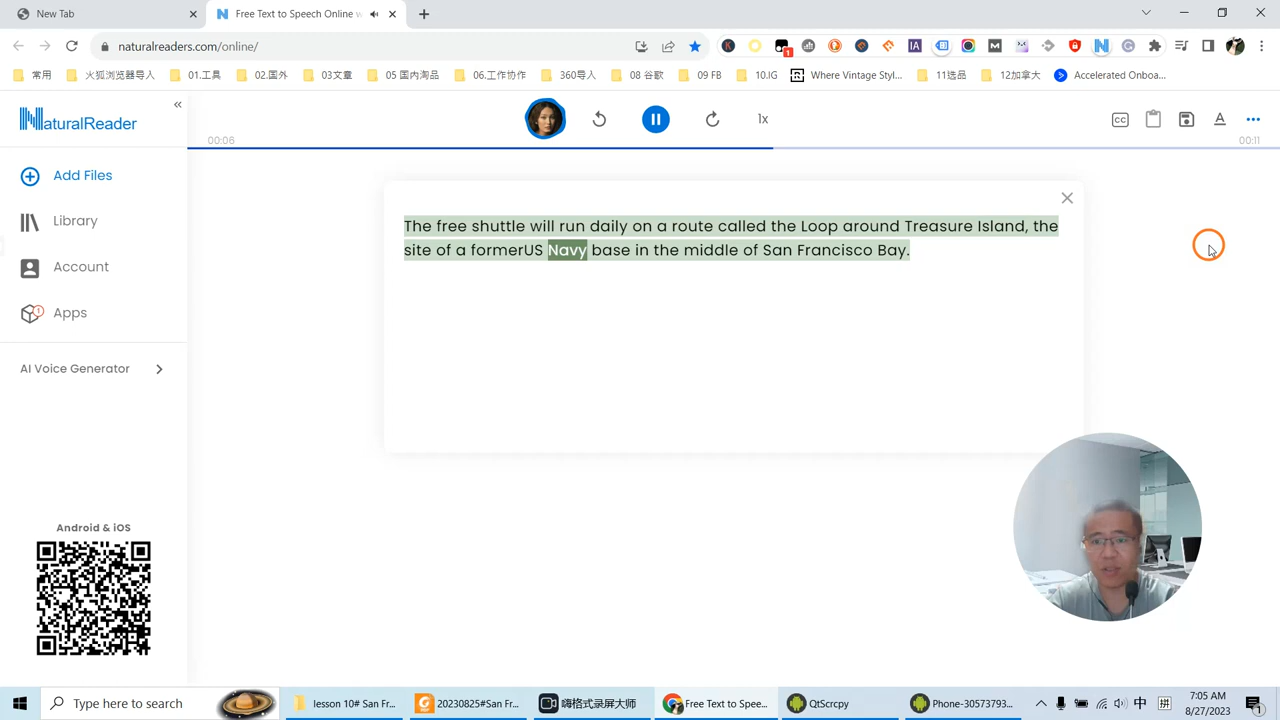 New Tab
Free Text to Speech Online w
naturalreaders.com/online/
常用
火狐浏览器导入
01.工具
02.国外
03文章
05 国内淘品
06.工作协作
360导入
08 谷歌
09 FB
10.IG
Where Vintage Styl...
11选品
12加拿大
Accelerated Onboa...
NaturalReader
1x
00:06
00:11
Add Files
Library
Account
Apps
AI Voice Generator
The free shuttle will run daily on a route called the Loop around Treasure Island, the
site of a formerUS Navy base in the middle of San Francisco Bay.
Android & iOS
Type here to search
lesson 10# San Fr...
20230825#San Fr...
嗨格式录屏大师
Free Text to Spee...
QtScrcpy
Phone-30573793...
中
拼
7:05 AM
8/27/2023